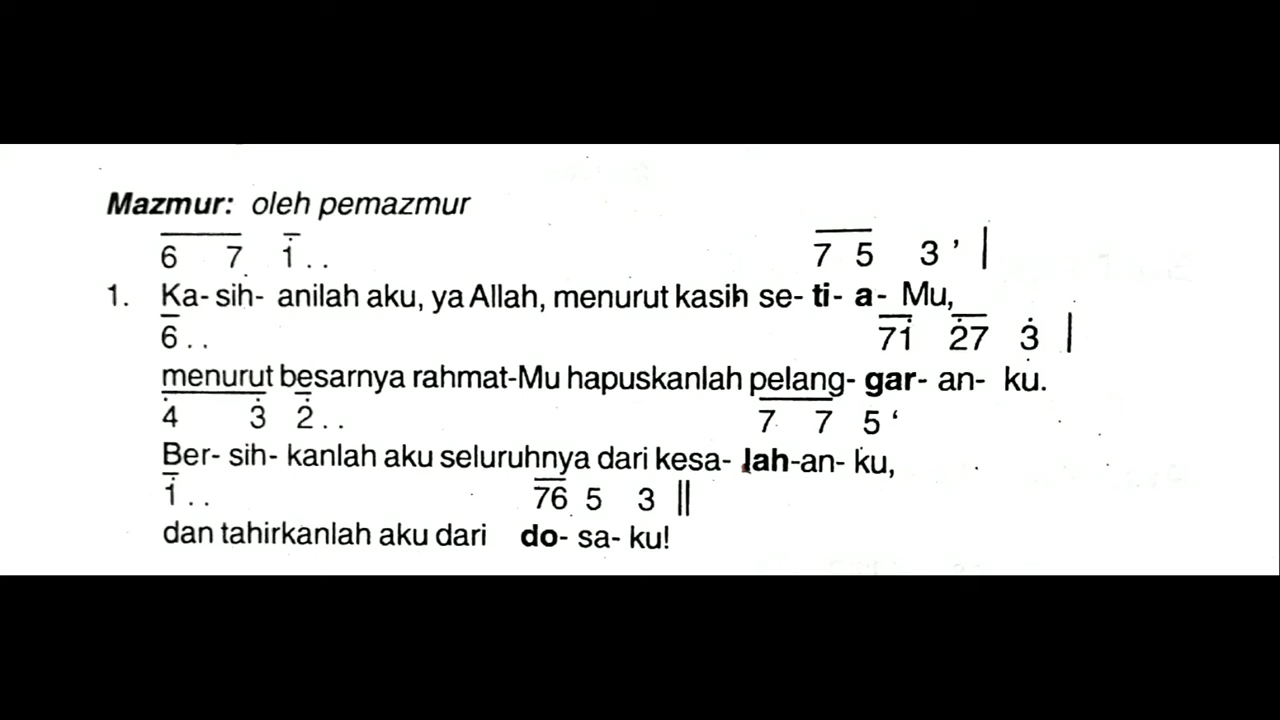 Mazmur: oleh pemazmur
6 7 1̇ . . 7 5 3 ’ |
1. Ka- sih- anilah aku, ya Allah, menurut kasih se- ti- a- Mu,
6 . . 71̇ 2̇7 3̇ |
menurut besarnya rahmat-Mu hapuskanlah pelang- gar- an- ku.
4̇ 3̇ 2̇ . . 7 7 5 ‘
Ber- sih- kanlah aku seluruhnya dari kesa- lah-an- ku,
1̇ . . 76 5 3 ||
dan tahirkanlah aku dari do- sa- ku!